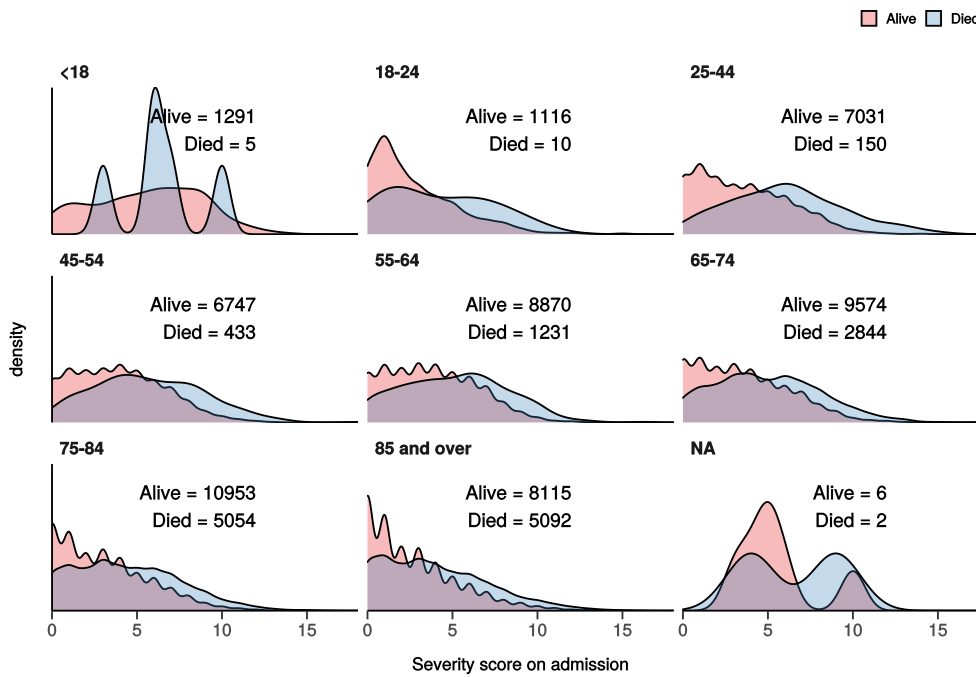 Alive Died
<18 18-24 25-44
Alive = 1291 Alive = 1116 Alive = 7031
Died = 5 Died = 10 Died = 150
45-54 55-64 65-74
Alive = 6747 Alive = 8870 Alive = 9574
Died = 433 Died = 1231 Died = 2844
density
75-84 85 and over NA
Alive = 10953 Alive = 8115 Alive = 6
Died = 5054 Died = 5092 Died = 2
0 5 10 15 0 5 10 15 0 5 10 15
Severity score on admission